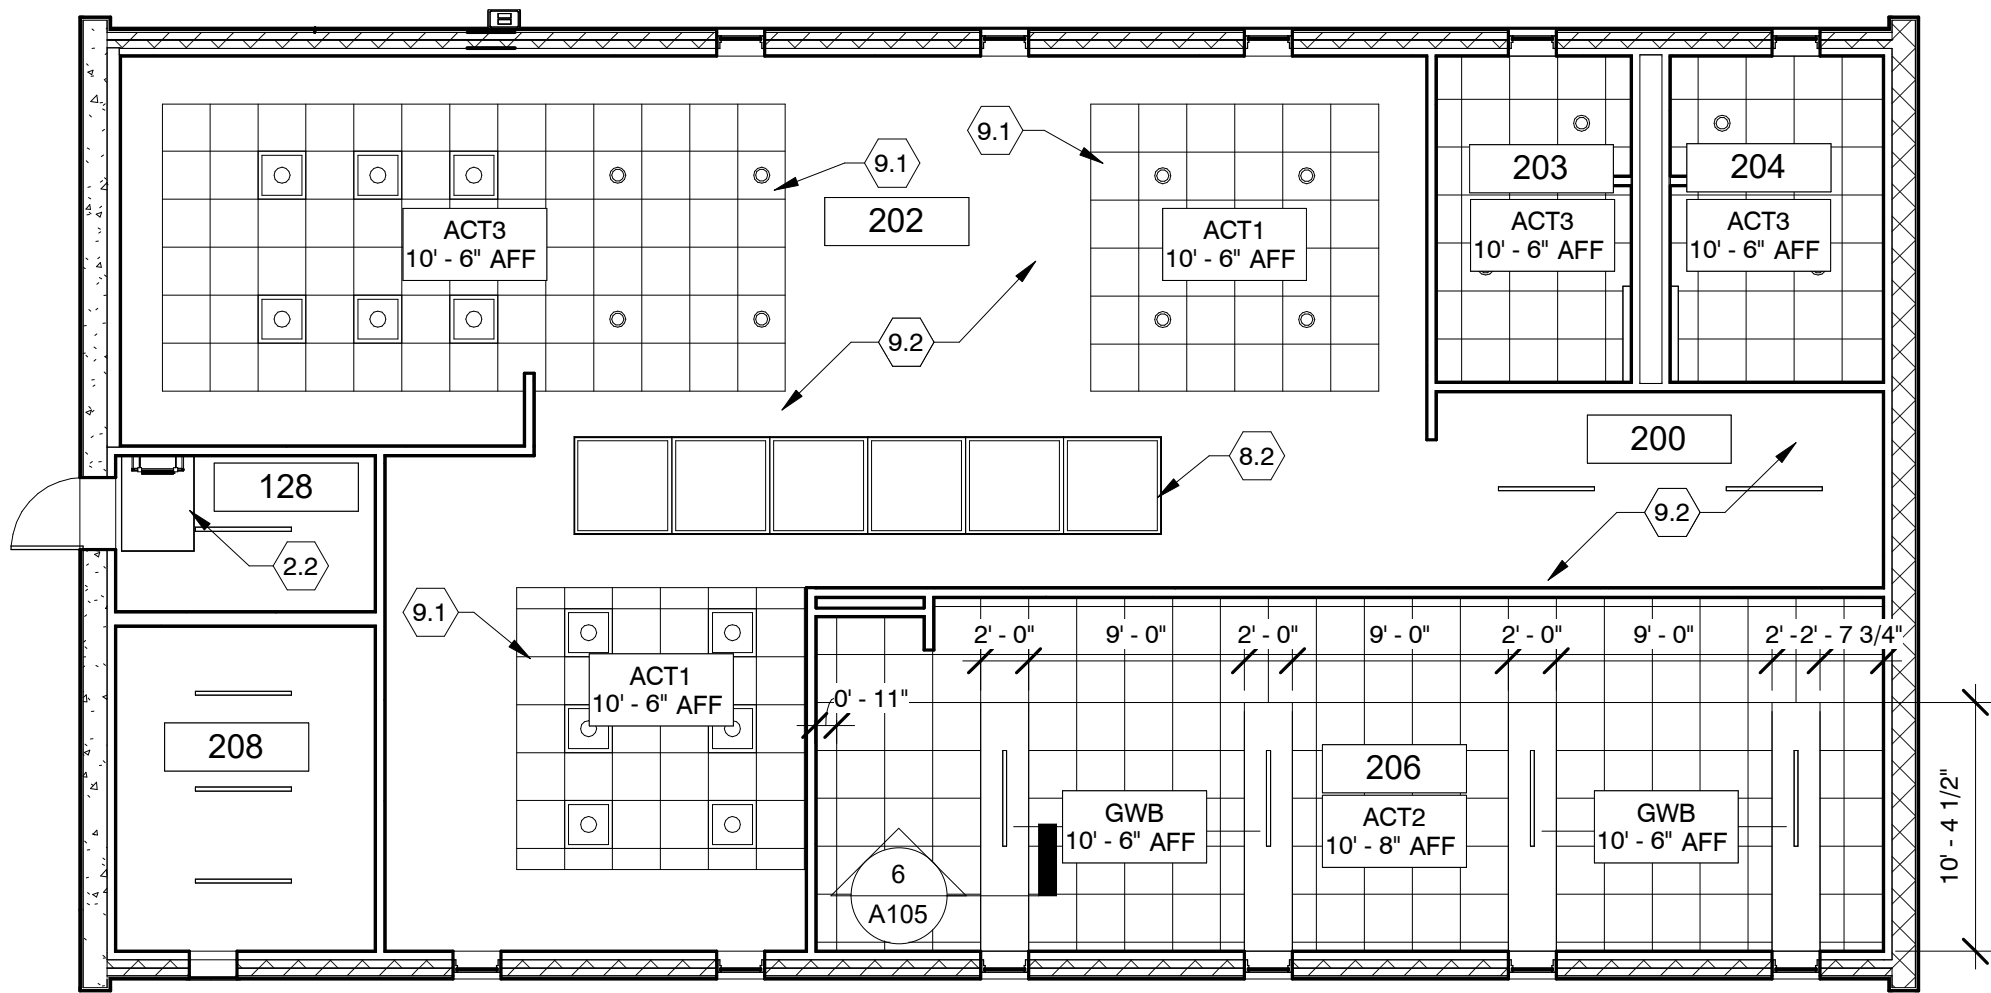 9.1
9.1
203
204
202
ACT3
10' - 6" AFF
ACT1
10' - 6" AFF
ACT3
10' - 6" AFF
ACT3
10' - 6" AFF
9.2
200
8.2
128
9.2
2.2
9.1
2' - 0"
9' - 0"
2' - 0"
9' - 0"
2' - 0"
9' - 0"
2' -
2' - 7 3/4"
ACT1
10' - 6" AFF
0' - 11"
208
206
GWB
10' - 6" AFF
ACT2
10' - 8" AFF
GWB
10' - 6" AFF
10' - 4 1/2"
6
A105